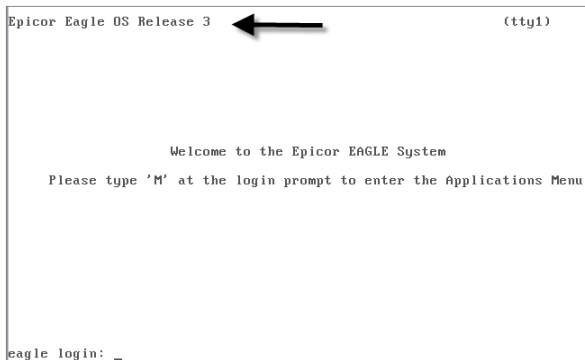 Epicor Eagle OS Release 3 (tty1)
Welcome to the Epicor EAGLE System
Please type 'M' at the login prompt to enter the Applications Menu
eagle login: _